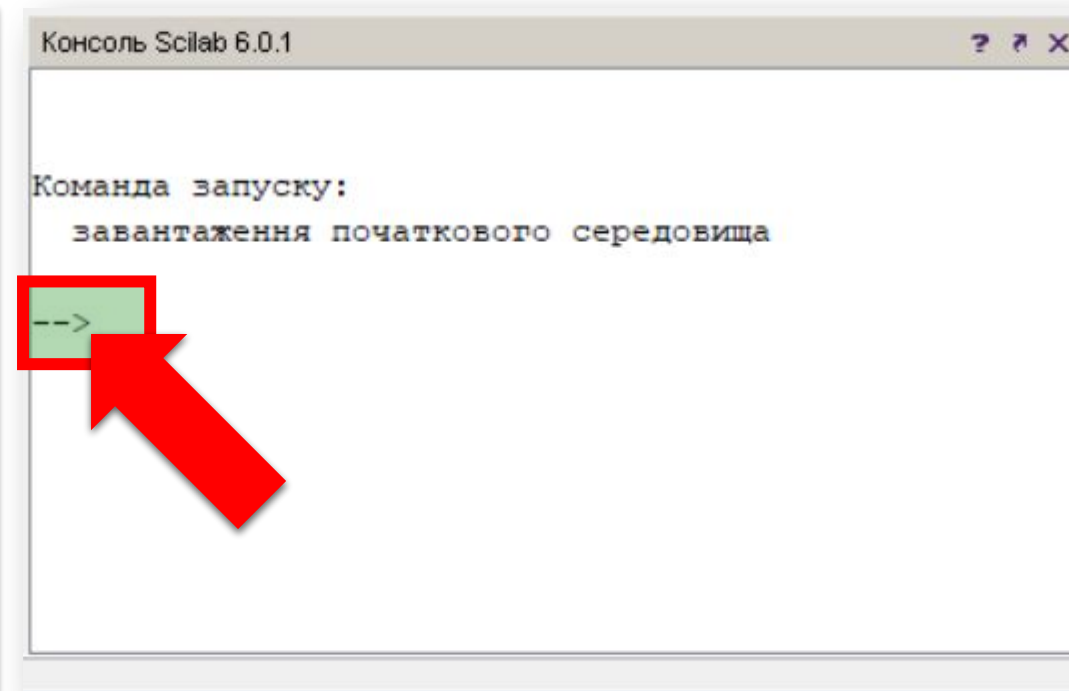 Консоль Scilab 6.0.1 ? ↗ X
Команда запуску:
завантаження початкового середовища
-->